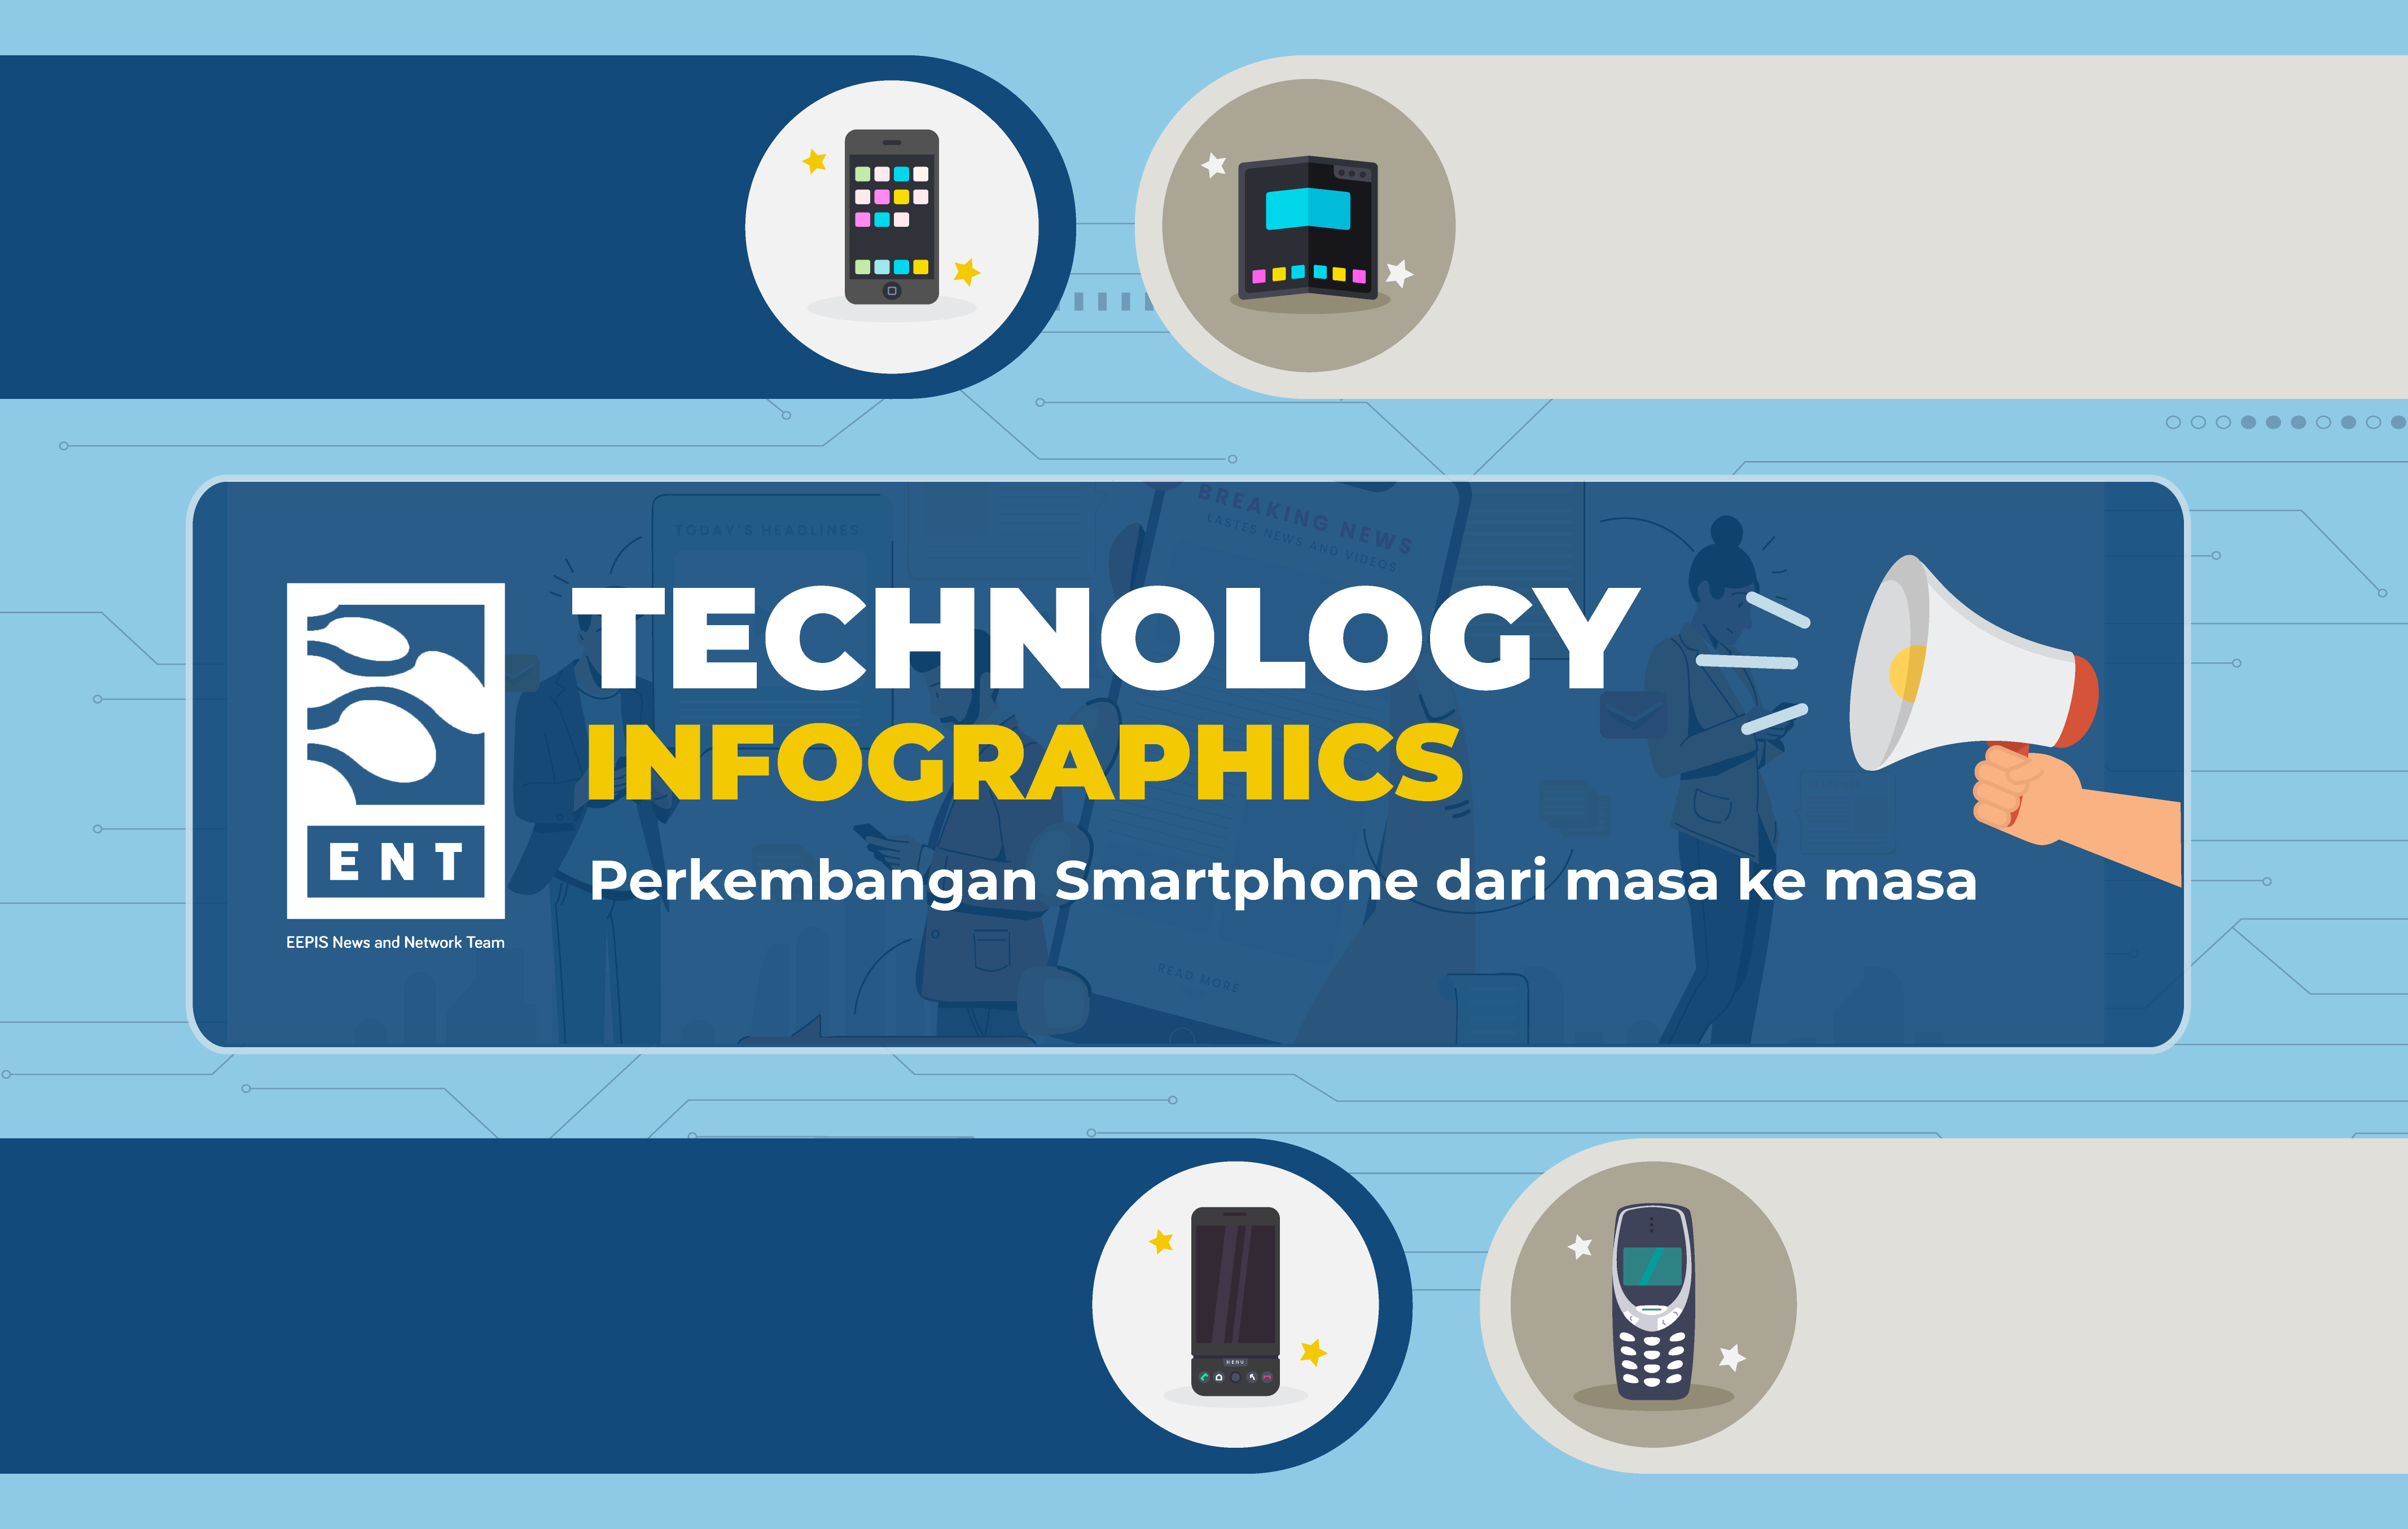 TODAY'S HEADLINES
BREAKING NEWS
LASTES NEWS AND VIDEOS
TECHNOLOGY
INFOGRAPHICS
ENT
Perkembangan Smartphone dari masa ke masa
EEPIS News and Network Team
READ MORE
MENU